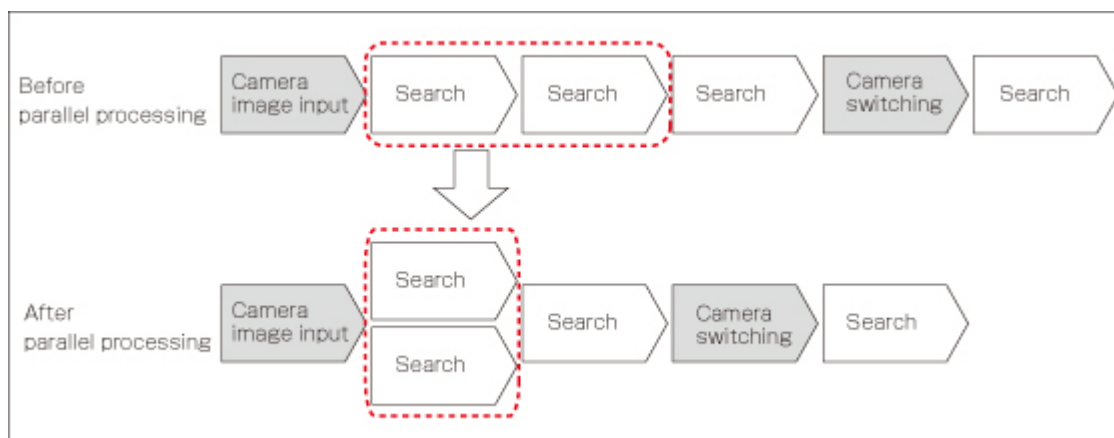 Before
parallel processing
Camera
image input
Search
Search
Search
Camera
switching
Search
After
parallel processing
Camera
image input
Search
Search
Search
Camera
switching
Search